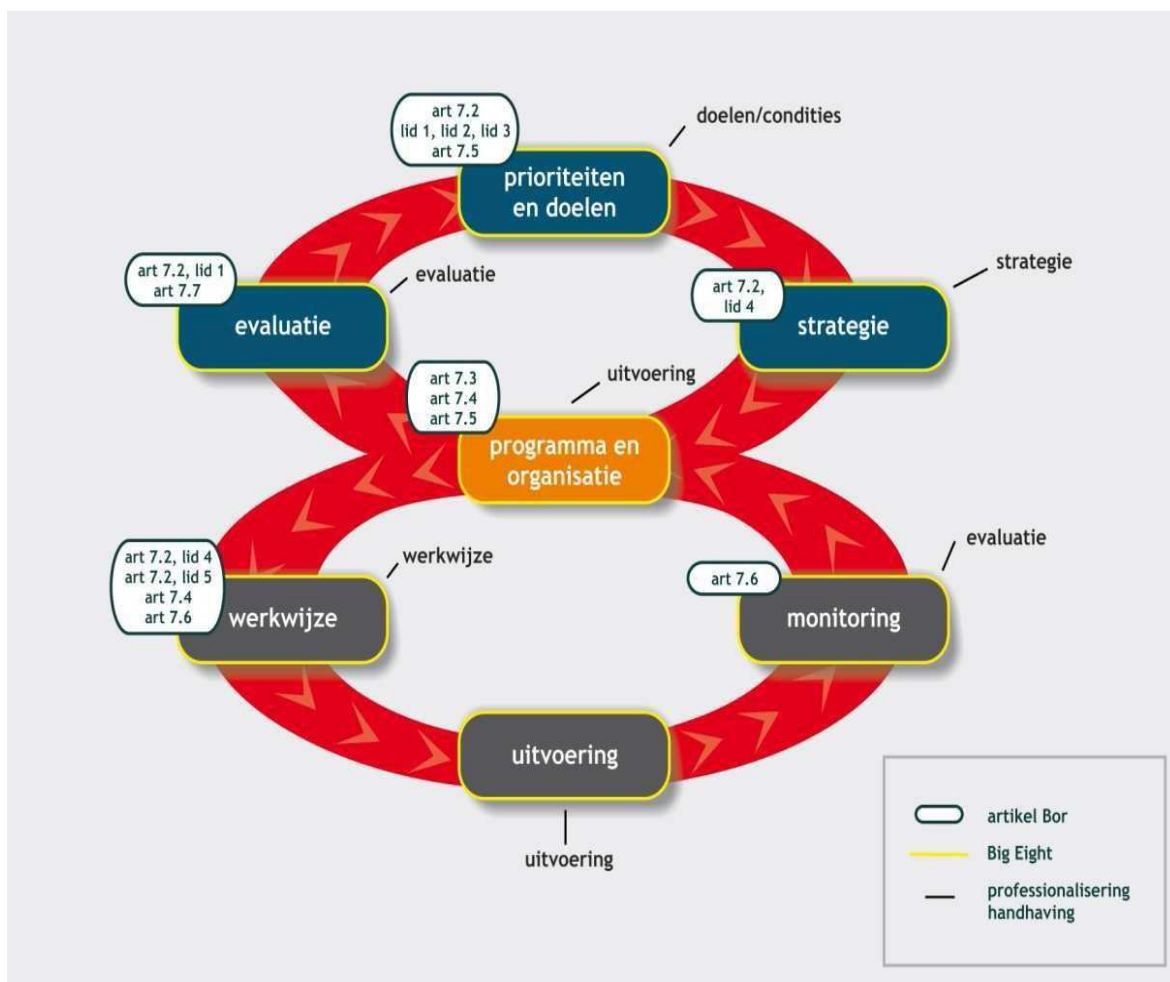 art 7.2
lid 1, lid 2, lid 3
art 7.5
doelen/condities
prioriteiten
en doelen
art 7.2, lid 1
art 7.7
evaluatie
evaluatie
art 7.2,
lid 4
strategie
strategie
art 7.3
art 7.4
art 7.5
uitvoering
programma en
organisatie
art 7.2, lid 4
art 7.2, lid 5
art 7.4
art 7.6
werkwijze
werkwijze
art 7.6
evaluatie
monitoring
uitvoering
uitvoering
artikel Bor
Big Eight
professionalisering
handhaving